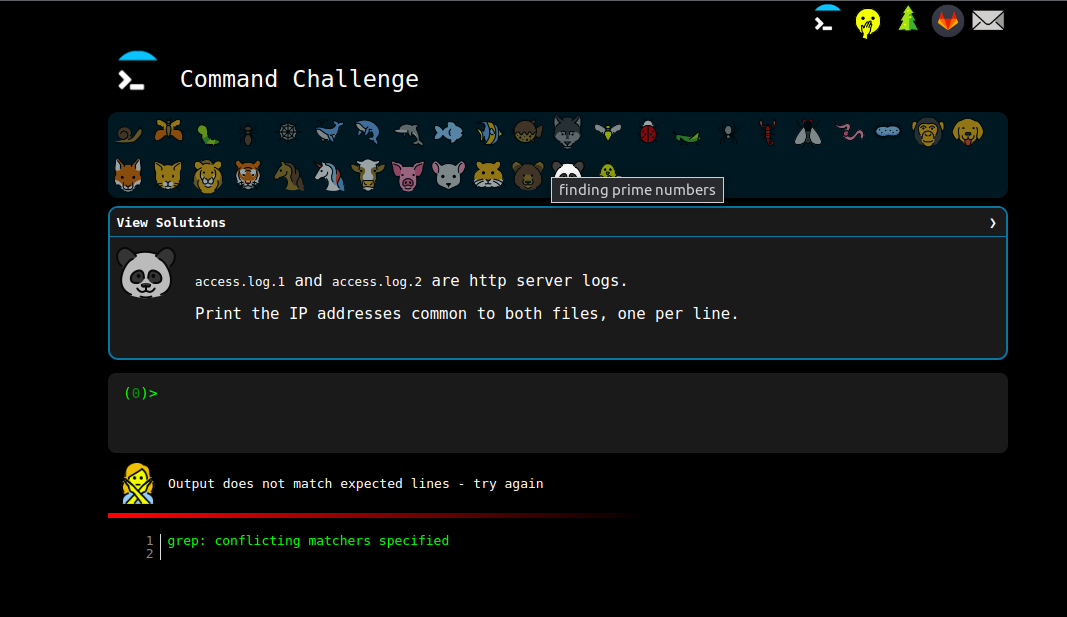 Command Challenge
finding prime numbers
View Solutions
access.log.1 and access.log.2 are http server logs.
Print the IP addresses common to both files, one per line.
(0)>
Output does not match expected lines - try again
1 grep: conflicting matchers specified
2